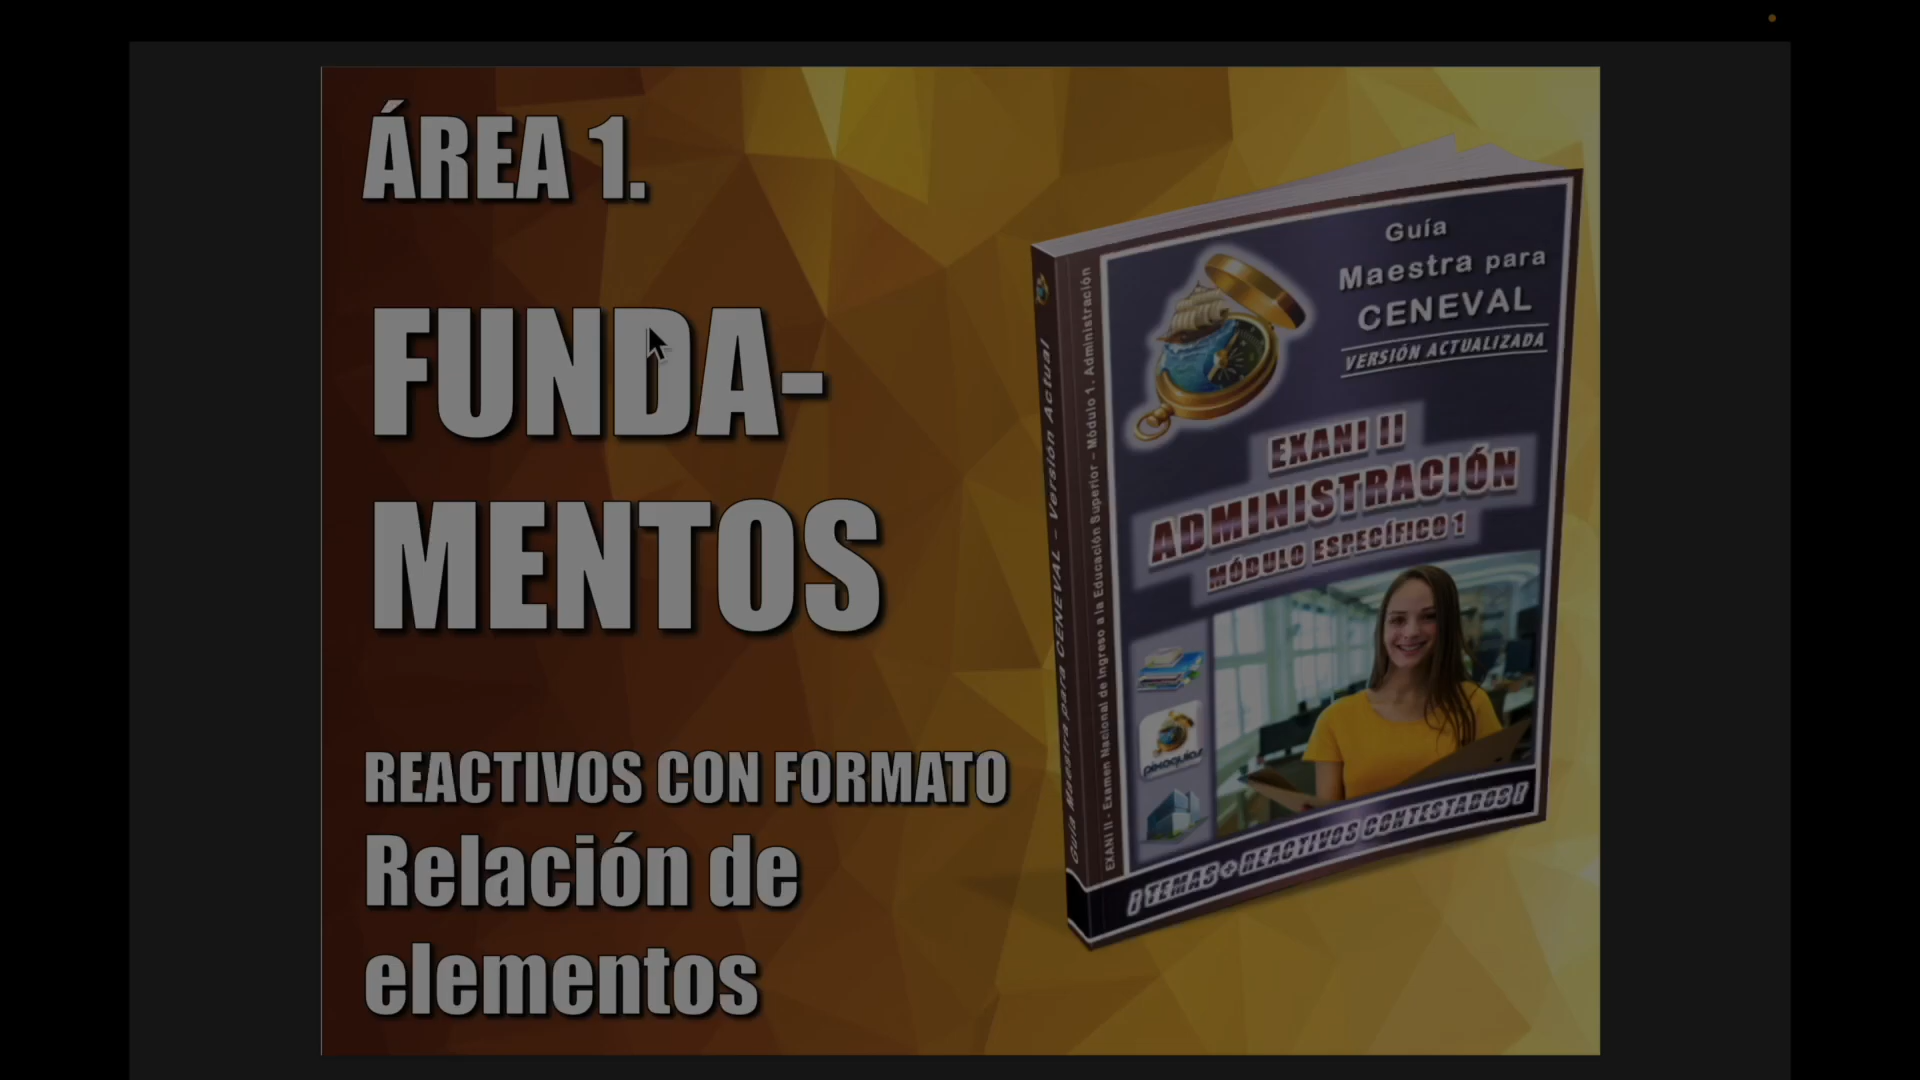 ÁREA 1.
FUNDA-
MENTOS
REACTIVOS CON FORMATO
Relación de
elementos
Guía
Maestra para
CENEVAL
VERSIÓN ACTUALIZADA
EXANI II
ADMINISTRACIÓN
MÓDULO ESPECÍFICO 1
¡ TEMAS + REACTIVOS CONTESTADOS !
Guía Maestra para CENEVAL - Versión Actual
EXANI II - Examen Nacional de Ingreso a la Educación Superior – Módulo 1. Administración